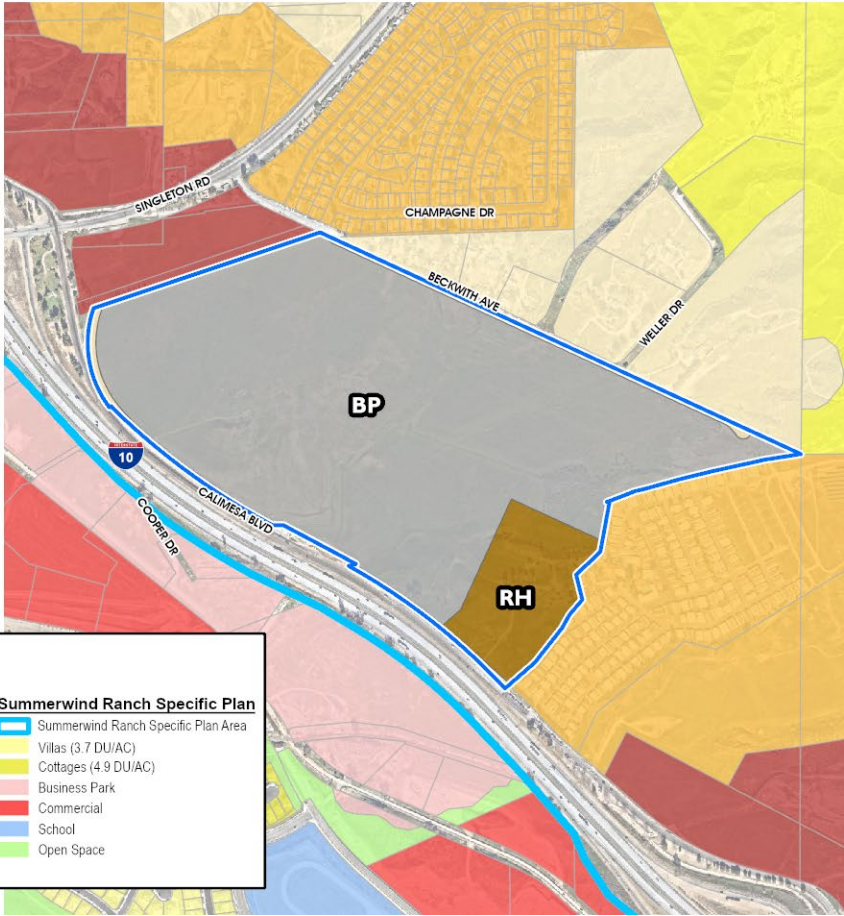 SINGLETON RD
CHAMPAGNE DR
BECKWITH AVE
WELLER DR
BP
INTERSTATE
10
CALIMESA BLVD
COOPER DR
RH
Summerwind Ranch Specific Plan
Summerwind Ranch Specific Plan Area
Villas (3.7 DU/AC)
Cottages (4.9 DU/AC)
Business Park
Commercial
School
Open Space